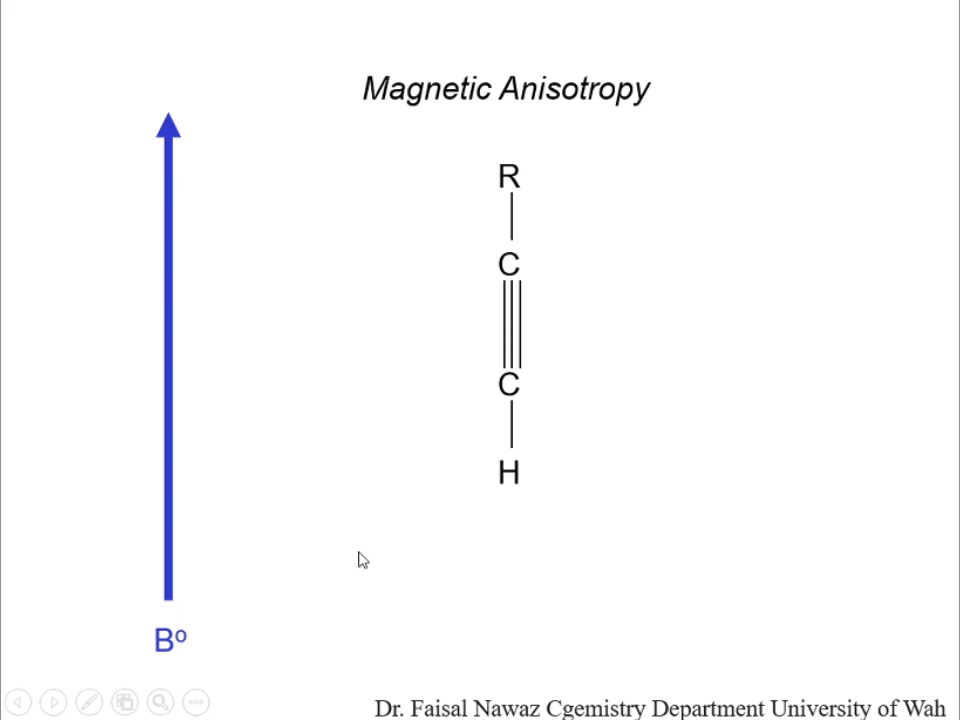 Magnetic Anisotropy
R
C
C
H
Bº
Dr. Faisal Nawaz Cgemistry Department University of Wah